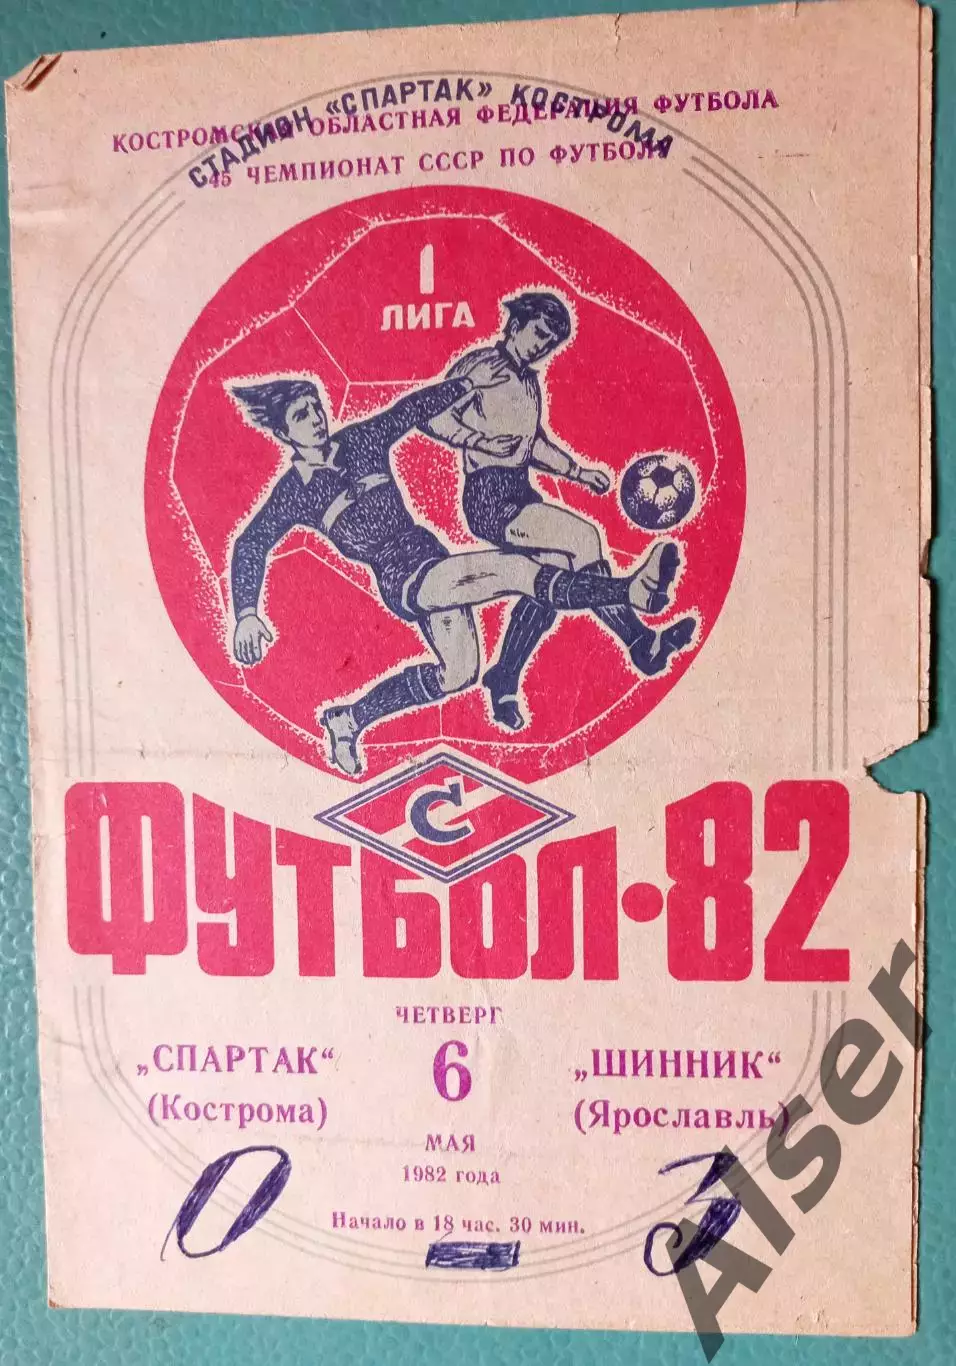 СТАДИОН «СПАРТАК» КОСТРОМА
КОСТРОМСКАЯ ОБЛАСТНАЯ ФЕДЕРАЦИЯ ФУТБОЛА
45 ЧЕМПИОНАТ СССР ПО ФУТБОЛУ
1
ЛИГА
С
ФУТБОЛ·82
ЧЕТВЕРГ
„СПАРТАК“ 6 „ШИННИК“
(Кострома) (Ярославль)
МАЯ
1982 года
0 - 3
Начало в 18 час. 30 мин.
Alser